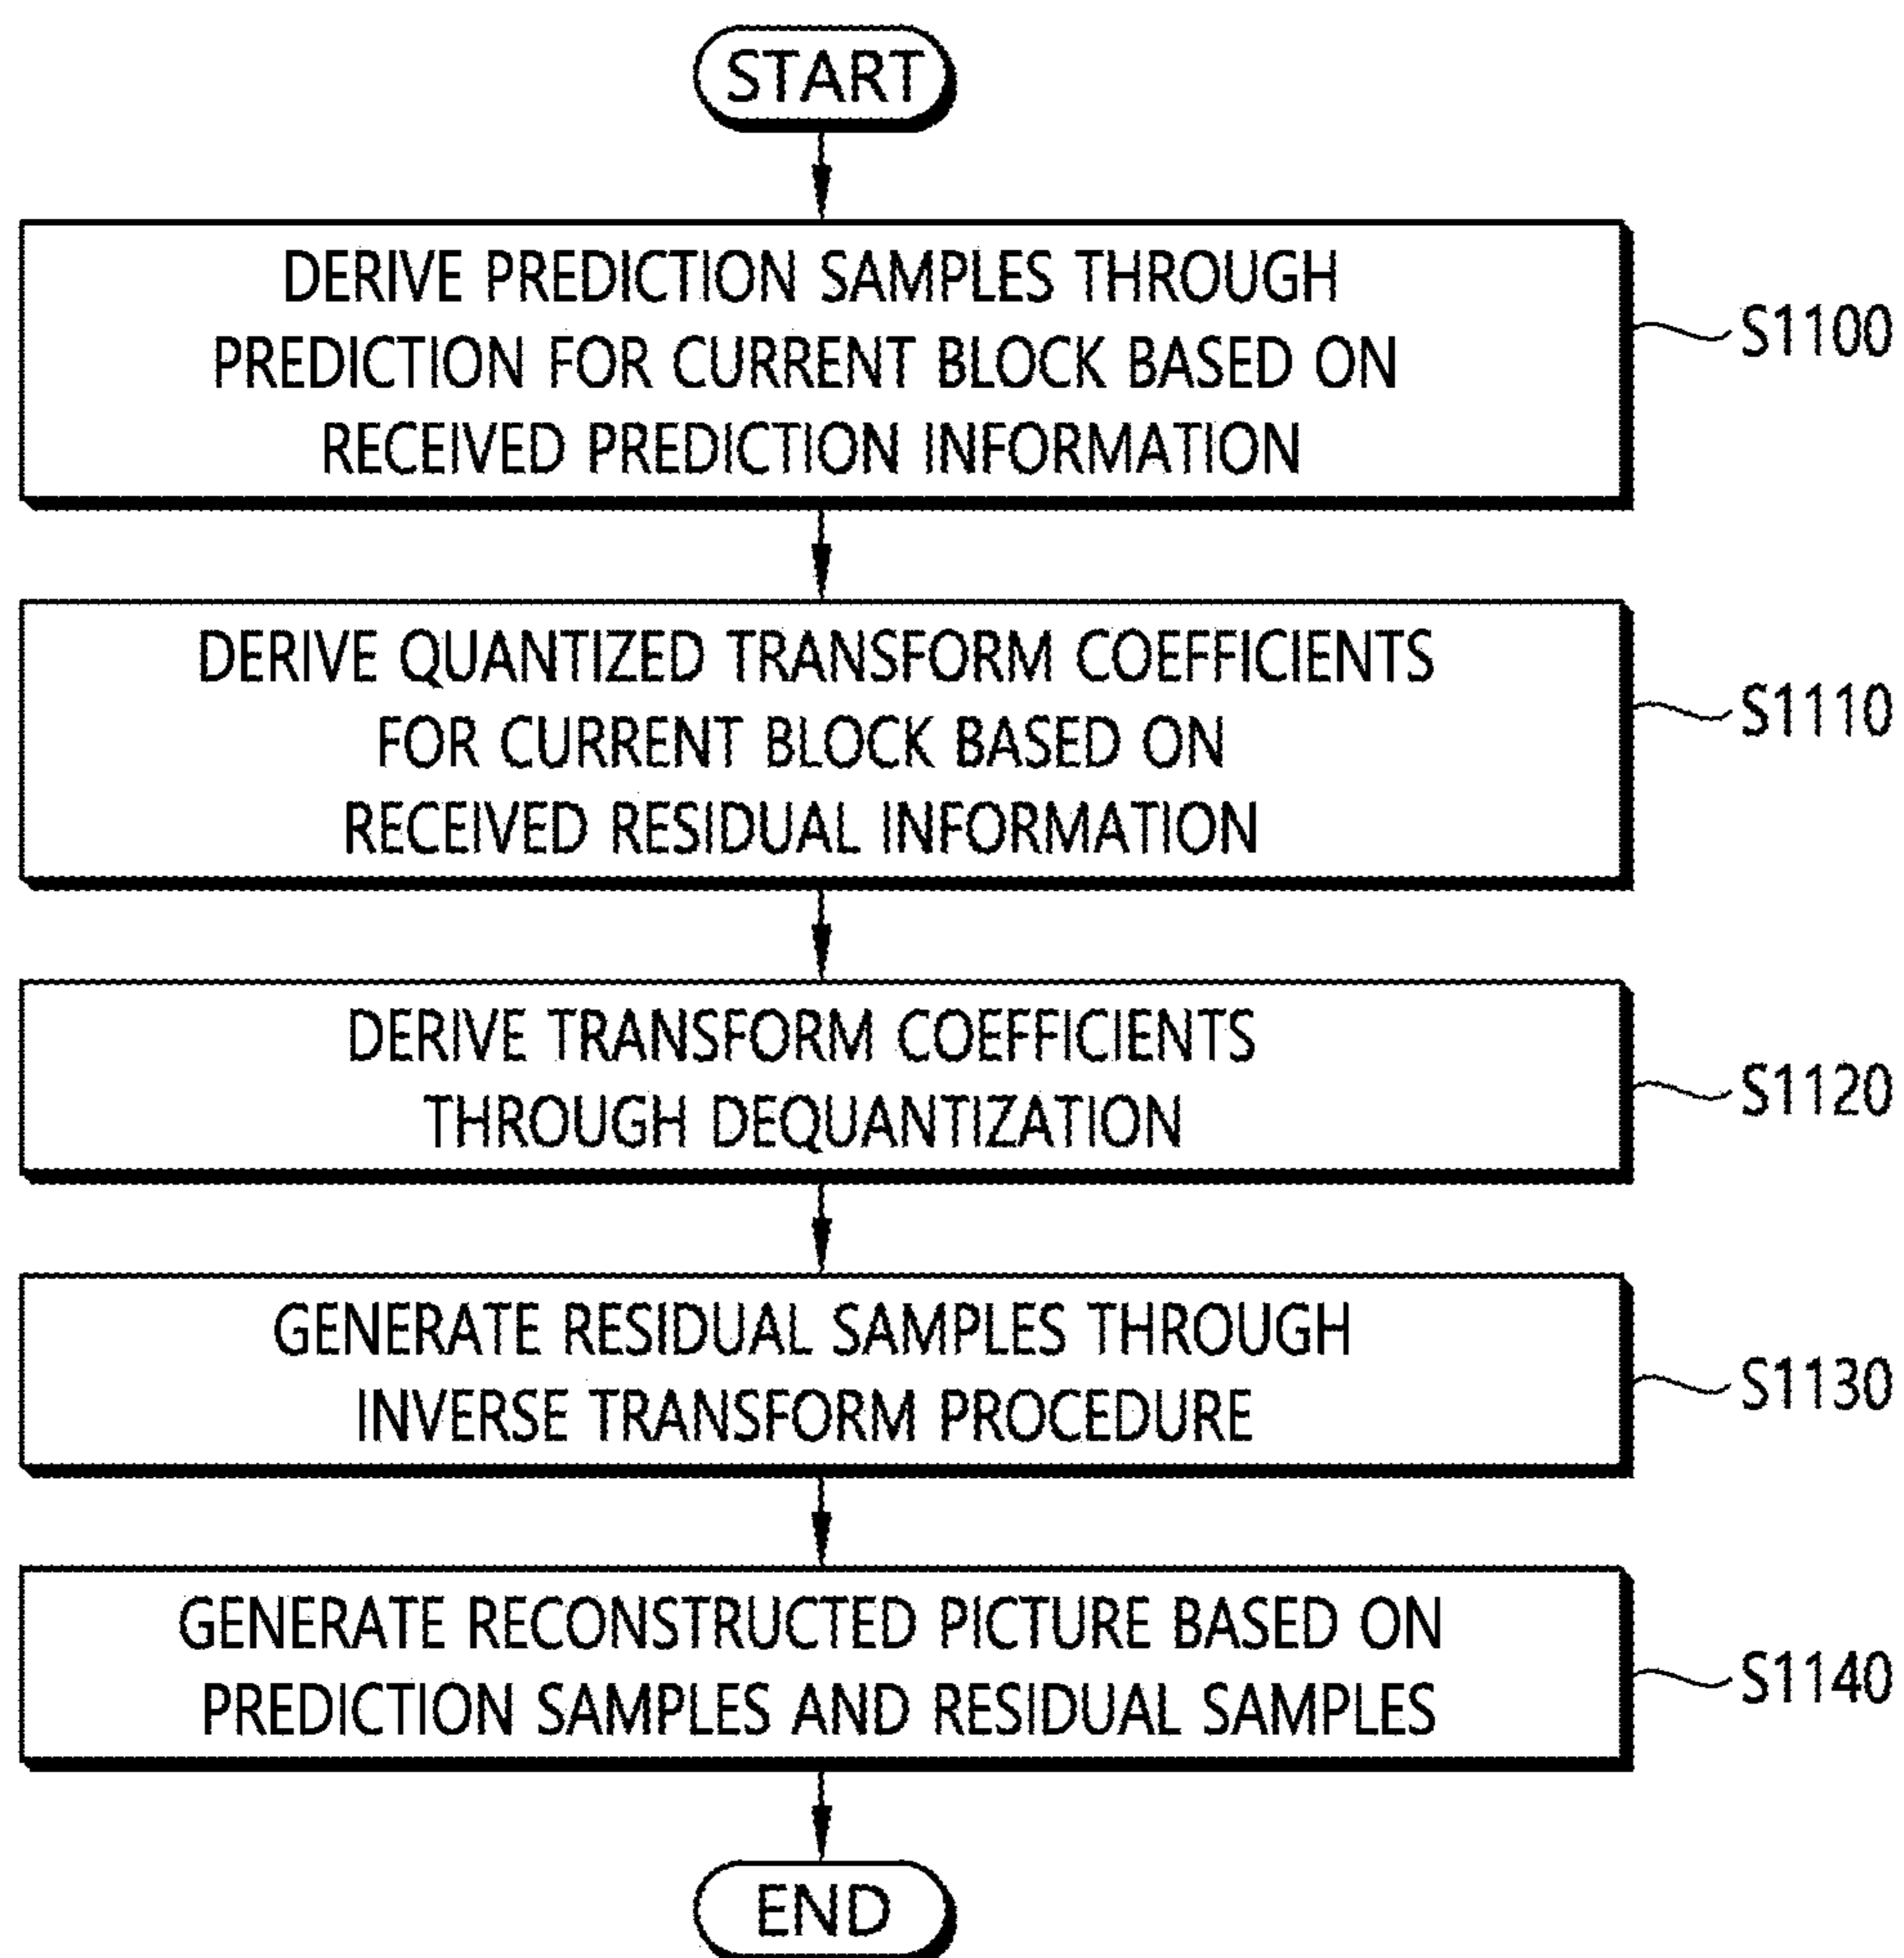 START
DERIVE PREDICTION SAMPLES THROUGH
PREDICTION FOR CURRENT BLOCK BASED ON
RECEIVED PREDICTION INFORMATION
S1100
DERIVE QUANTIZED TRANSFORM COEFFICIENTS
FOR CURRENT BLOCK BASED ON
RECEIVED RESIDUAL INFORMATION
S1110
DERIVE TRANSFORM COEFFICIENTS
THROUGH DEQUANTIZATION
S1120
GENERATE RESIDUAL SAMPLES THROUGH
INVERSE TRANSFORM PROCEDURE
S1130
GENERATE RECONSTRUCTED PICTURE BASED ON
PREDICTION SAMPLES AND RESIDUAL SAMPLES
S1140
END